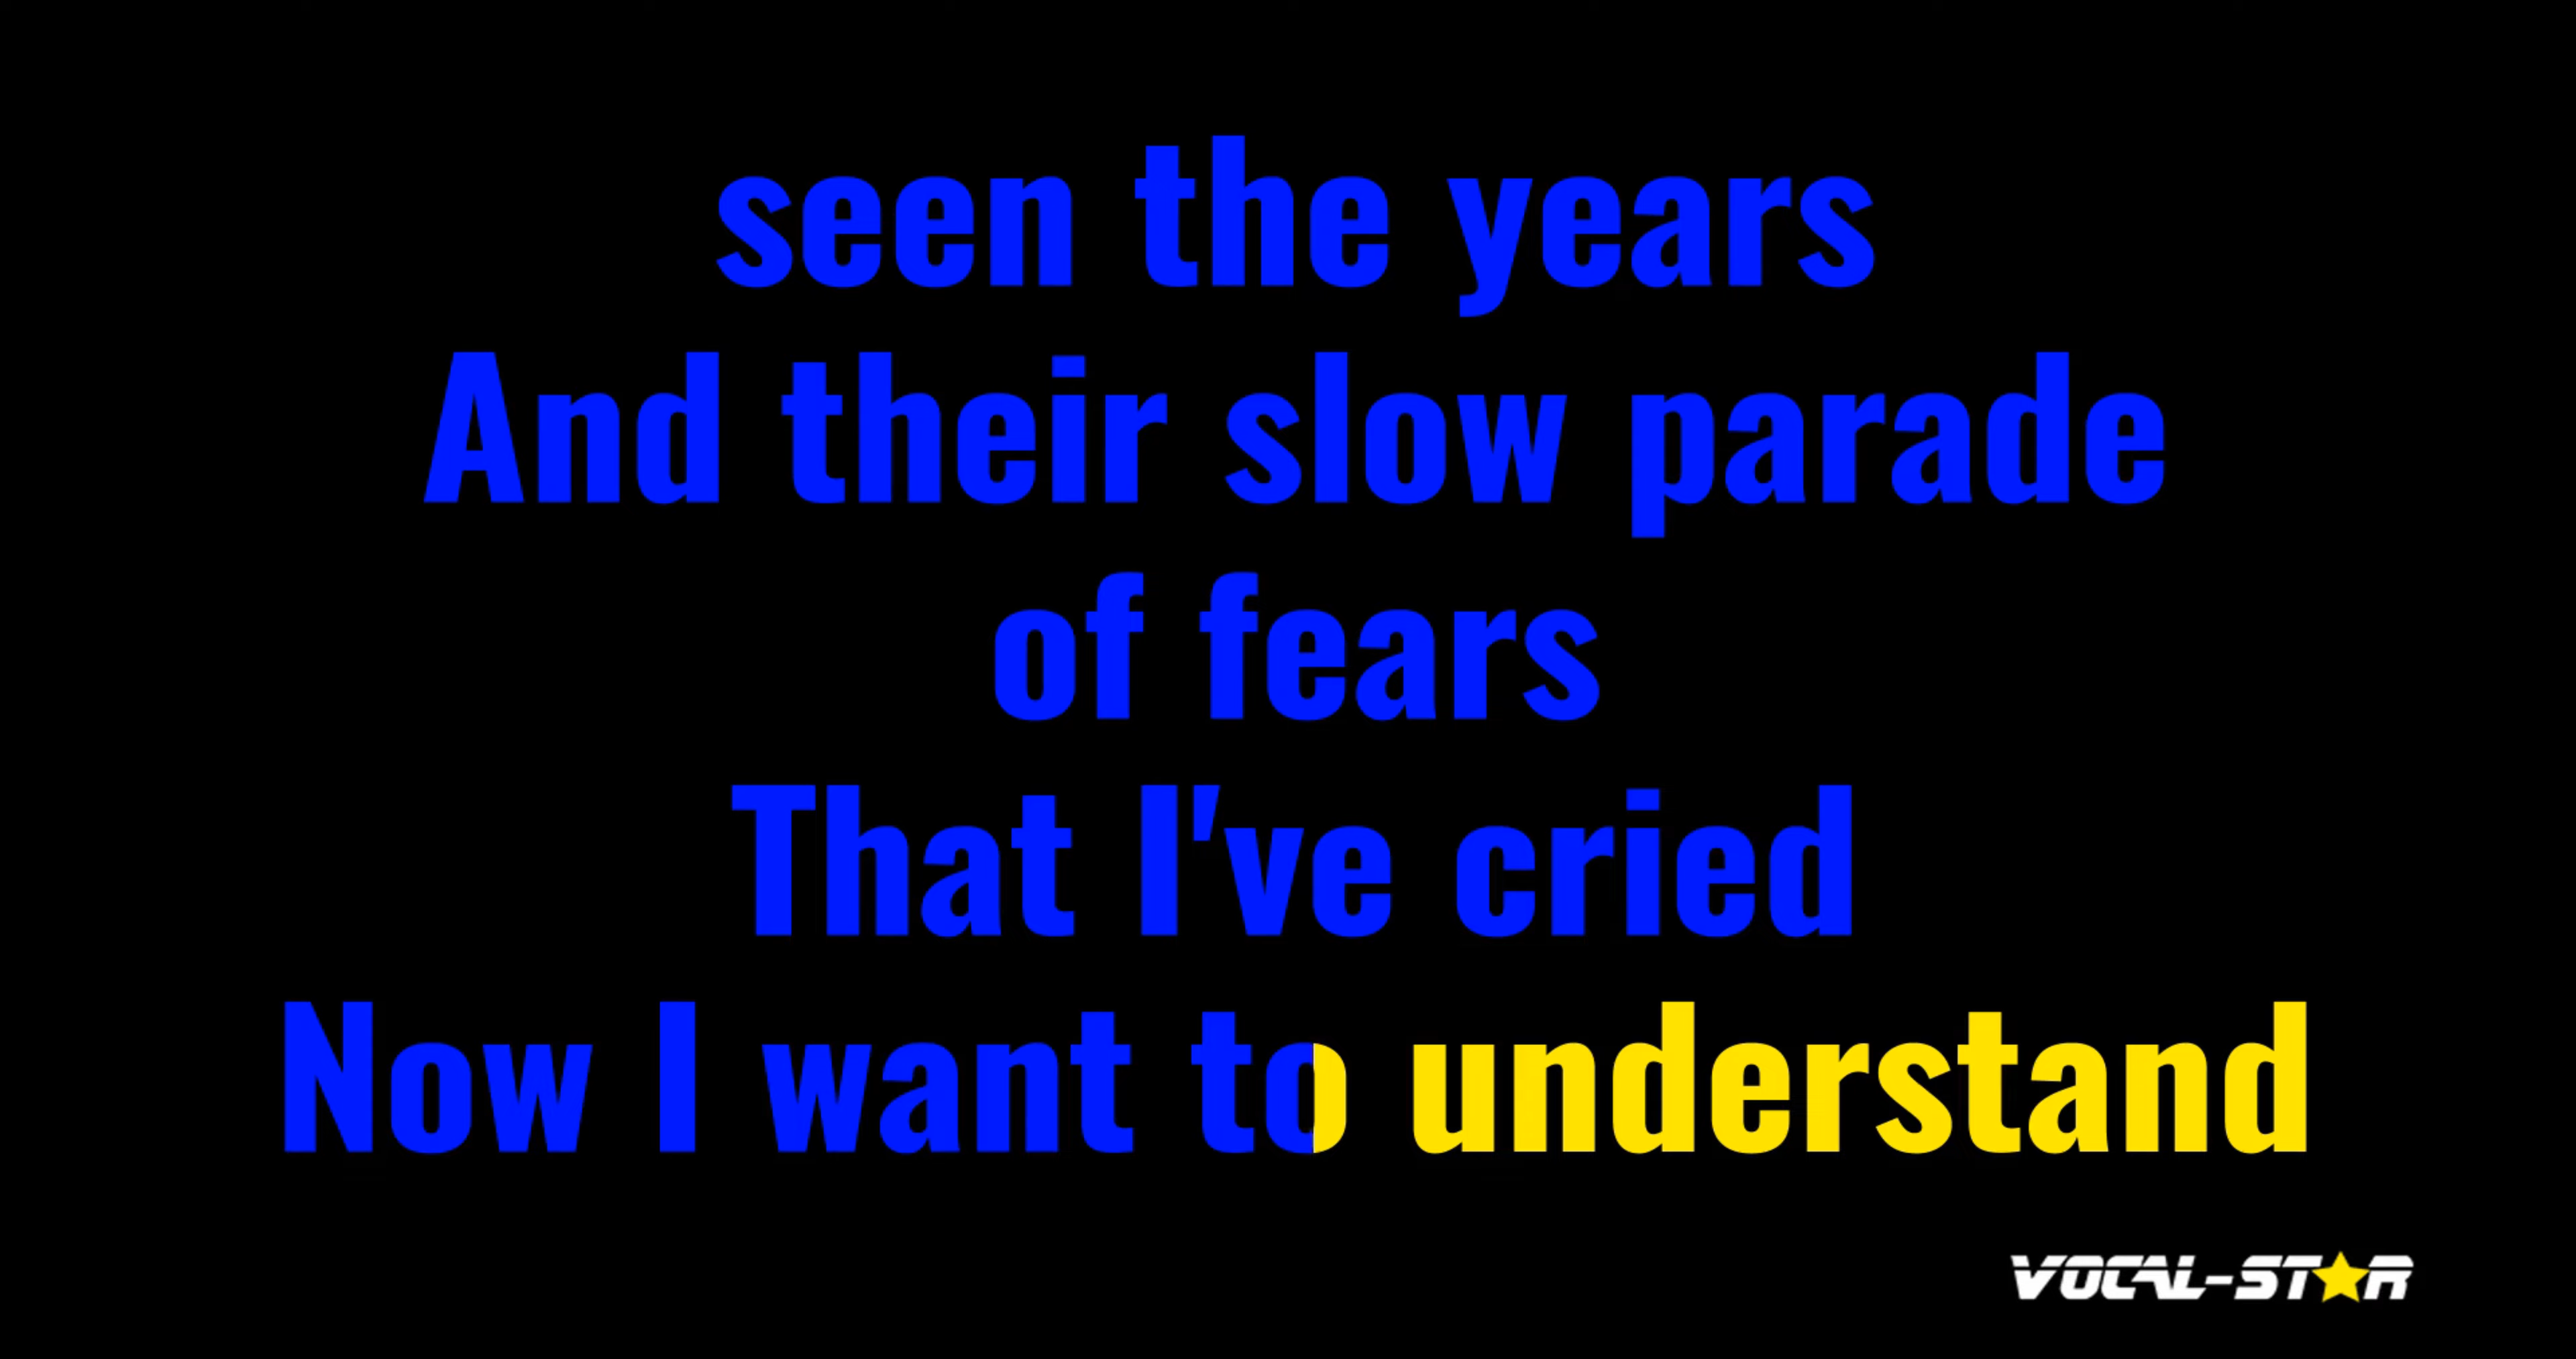 seen the years
And their slow parade
of fears
That I've cried
Now I want to understand
VOCAL-STAR